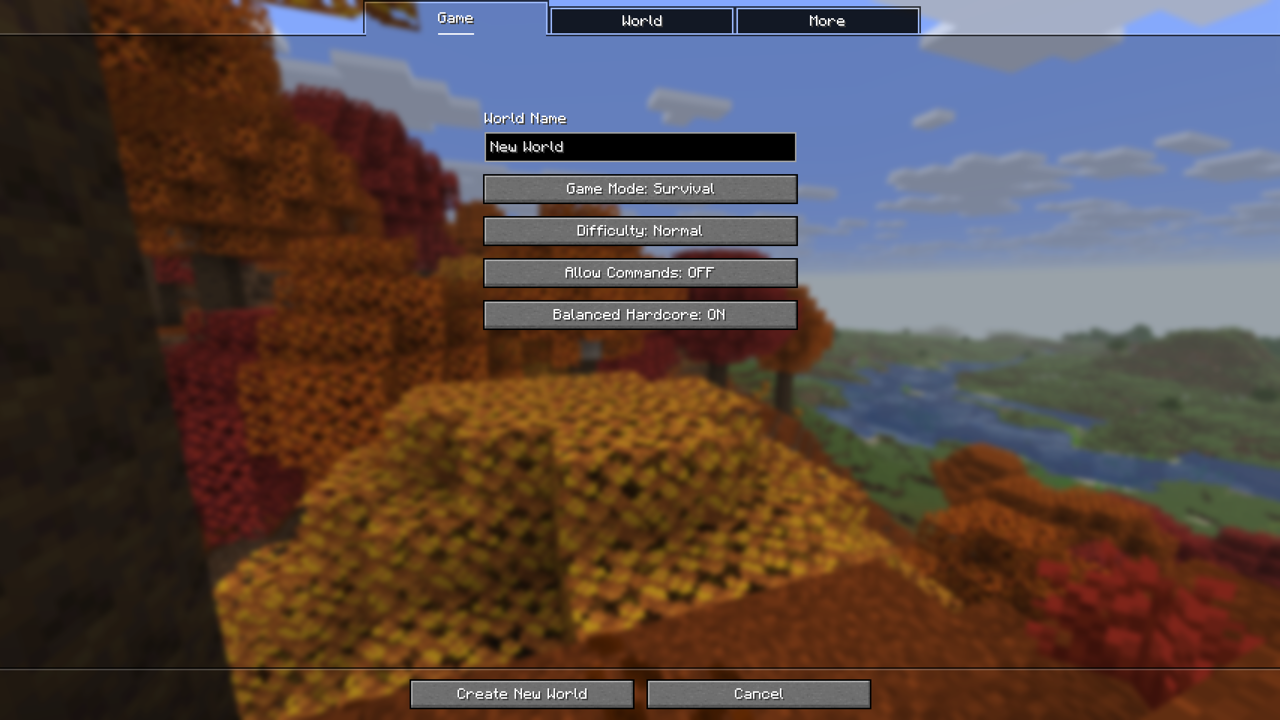 Game
World
More
World Name
New World
Game Mode: Survival
Difficulty: Normal
Allow Commands: OFF
Balanced Hardcore: ON
Create New World
Cancel